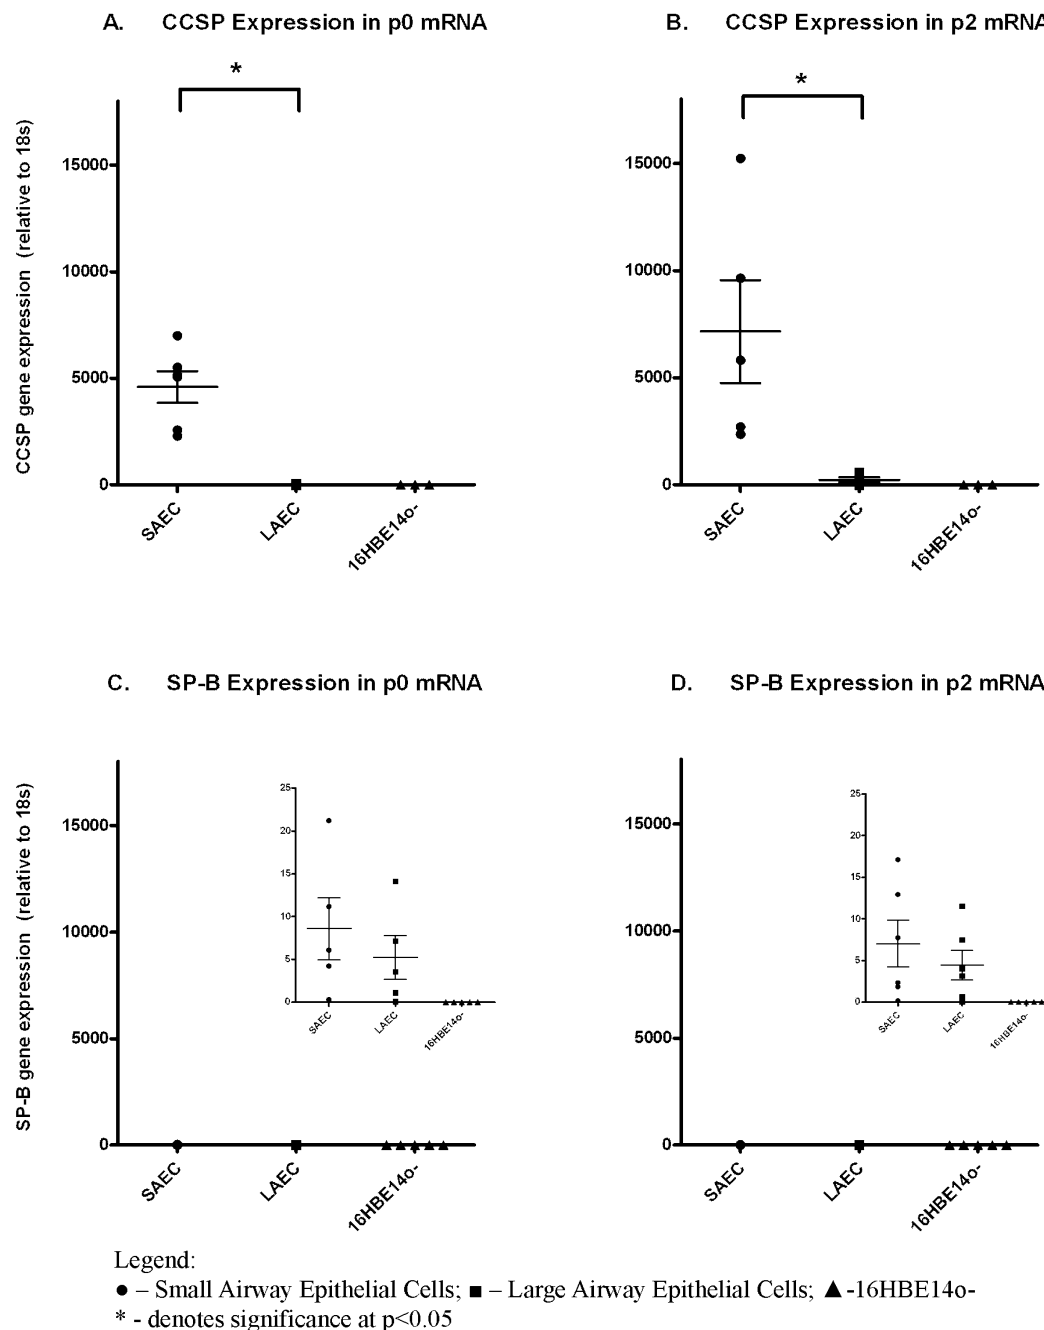 A. CCSP Expression in p0 mRNA
*
CCSP gene expression (relative to 18s)
15000
10000
5000
0
SAEC
LAEC
16HBE14o-
B. CCSP Expression in p2 mRNA
*
15000
10000
5000
0
SAEC
LAEC
16HBE14o-
C. SP-B Expression in p0 mRNA
SP-B gene expression (relative to 18s)
15000
10000
5000
0
SAEC
LAEC
16HBE14o-
25
20
15
10
5
0
SAEC
LAEC
16HBE14o-
D. SP-B Expression in p2 mRNA
15000
10000
5000
0
SAEC
LAEC
16HBE14o-
25
20
15
10
5
0
SAEC
LAEC
16HBE14o-
Legend:
● – Small Airway Epithelial Cells; ■ – Large Airway Epithelial Cells; ▲ -16HBE14o-
* - denotes significance at p<0.05